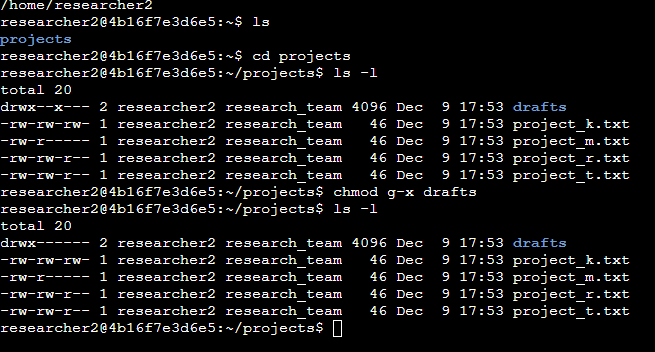 /home/researcher2
researcher2@4b16f7e3d6e5:~$ ls
projects
researcher2@4b16f7e3d6e5:~$ cd projects
researcher2@4b16f7e3d6e5:~/projects$ ls -l
total 20
drwx--x--- 2 researcher2 research_team 4096 Dec  9 17:53 drafts
-rw-rw-rw- 1 researcher2 research_team   46 Dec  9 17:53 project_k.txt
-rw-r----- 1 researcher2 research_team   46 Dec  9 17:53 project_m.txt
-rw-rw-r-- 1 researcher2 research_team   46 Dec  9 17:53 project_r.txt
-rw-rw-r-- 1 researcher2 research_team   46 Dec  9 17:53 project_t.txt
researcher2@4b16f7e3d6e5:~/projects$ chmod g-x drafts
researcher2@4b16f7e3d6e5:~/projects$ ls -l
total 20
drwx------ 2 researcher2 research_team 4096 Dec  9 17:53 drafts
-rw-rw-rw- 1 researcher2 research_team   46 Dec  9 17:53 project_k.txt
-rw-r----- 1 researcher2 research_team   46 Dec  9 17:53 project_m.txt
-rw-rw-r-- 1 researcher2 research_team   46 Dec  9 17:53 project_r.txt
-rw-rw-r-- 1 researcher2 research_team   46 Dec  9 17:53 project_t.txt
researcher2@4b16f7e3d6e5:~/projects$